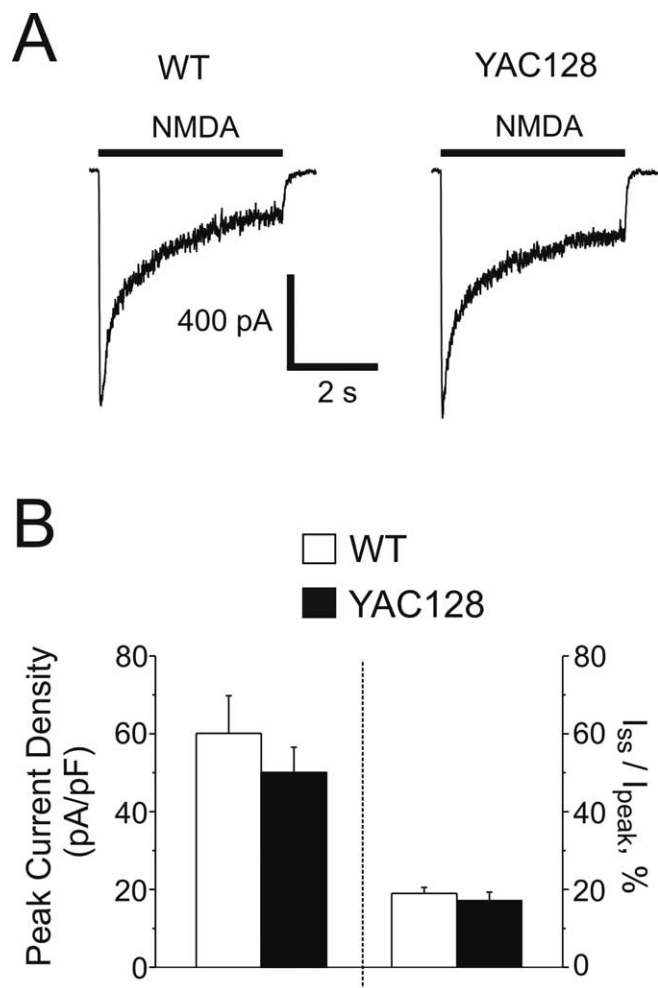 A
WT
YAC128
NMDA
NMDA
400 pA
2 s
B
WT
YAC128
Peak Current Density
(pA/pF)
80
60
40
20
0
80
60
40
20
0
Iss / Ipeak, %